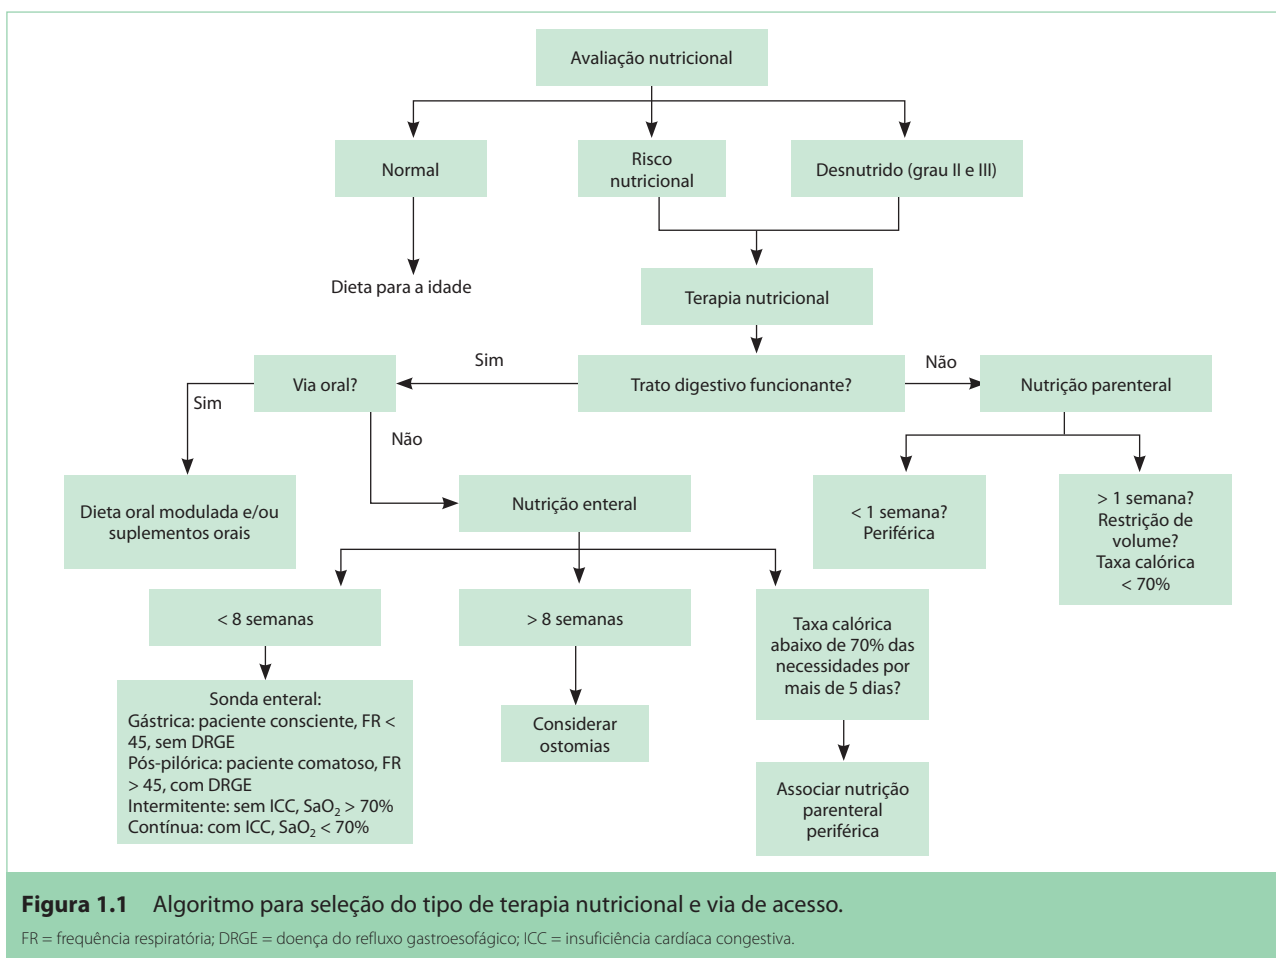 Avaliação nutricional
Normal
Risco
nutricional
Desnutrido (grau II e III)
Dieta para a idade
Terapia nutricional
Via oral?
Sim
Trato digestivo funcionante?
Não
Nutrição parenteral
Sim
Não
Dieta oral modulada e/ou
suplementos orais
Nutrição enteral
< 1 semana?
Periférica
> 1 semana?
Restrição de
volume?
Taxa calórica
< 70%
< 8 semanas
> 8 semanas
Taxa calórica
abaixo de 70% das
necessidades por
mais de 5 dias?
Sonda enteral:
Gástrica: paciente consciente, FR <
45, sem DRGE
Pós-pilórica: paciente comatoso, FR
> 45, com DRGE
Intermitente: sem ICC, SaO₂ > 70%
Contínua: com ICC, SaO₂ < 70%
Considerar
ostomias
Associar nutrição
parenteral
periférica
Figura 1.1 Algoritmo para seleção do tipo de terapia nutricional e via de acesso.
FR = frequência respiratória; DRGE = doença do refluxo gastroesofágico; ICC = insuficiência cardíaca congestiva.